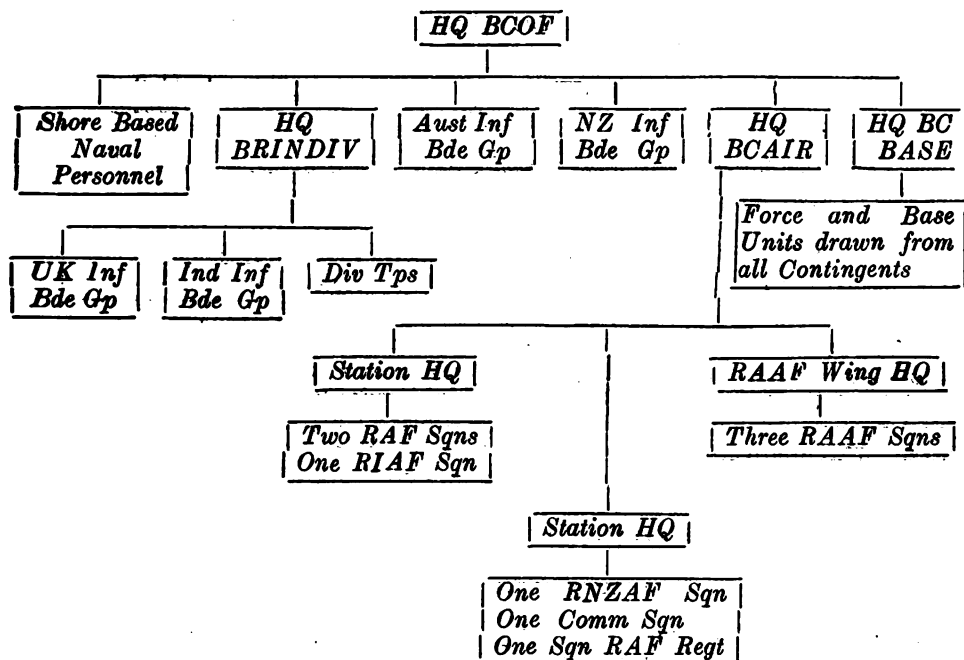 HQ BCOF
Shore Based
Naval
Personnel
HQ
BRINDIV
Aust Inf
Bde Gp
NZ Inf
Bde Gp
HQ
BCAIR
HQ BC
BASE
Force and Base
Units drawn from
all Contingents
UK Inf
Bde Gp
Ind Inf
Bde Gp
Div Tps
Station HQ
RAAF Wing HQ
Two RAF Sqns
One RIAF Sqn
Three RAAF Sqns
Station HQ
One RNZAF Sqn
One Comm Sqn
One Sqn RAF Regt